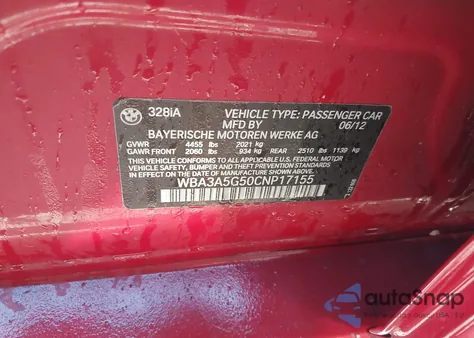 328iA
VEHICLE TYPE: PASSENGER CAR
MFD BY
06/12
BAYERISCHE MOTOREN WERKE AG
GVWR 4455 lbs 2021 kg
GAWR FRONT 2060 lbs 934 kg REAR 2510 lbs 1139 kg
THIS VEHICLE CONFORMS TO ALL APPLICABLE U.S. FEDERAL MOTOR
VEHICLE SAFETY, BUMPER, AND THEFT PREVENTION STANDARDS
IN EFFECT ON THE DATE OF MANUFACTURE SHOWN ABOVE.
WBA3A5G50CNP17155
autoSnap